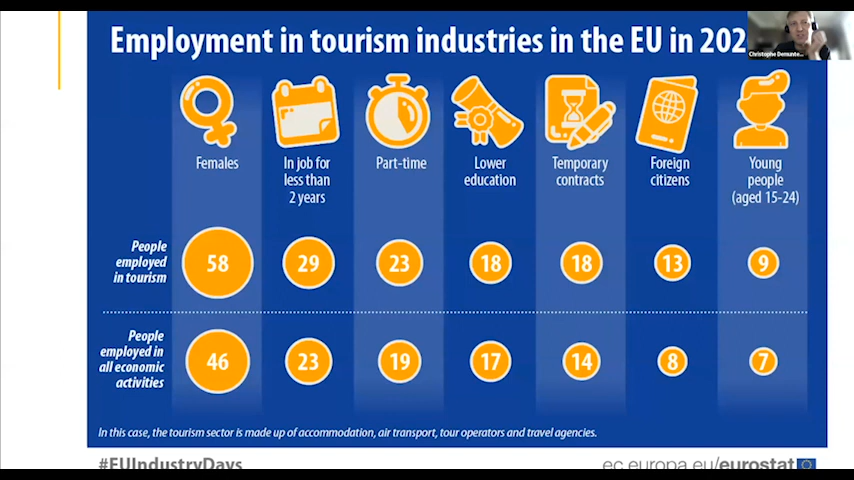 Employment in tourism industries in the EU in 202
Christophe Demunte...
Females
In job for
less than
2 years
Part-time
Lower
education
Temporary
contracts
Foreign
citizens
Young
people
(aged 15-24)
People
employed
in tourism
58
29
23
18
18
13
9
People
employed in
all economic
activities
46
23
19
17
14
8
7
In this case, the tourism sector is made up of accommodation, air transport, tour operators and travel agencies.
#EUIndustryDays
ec.europa.eu/eurostat